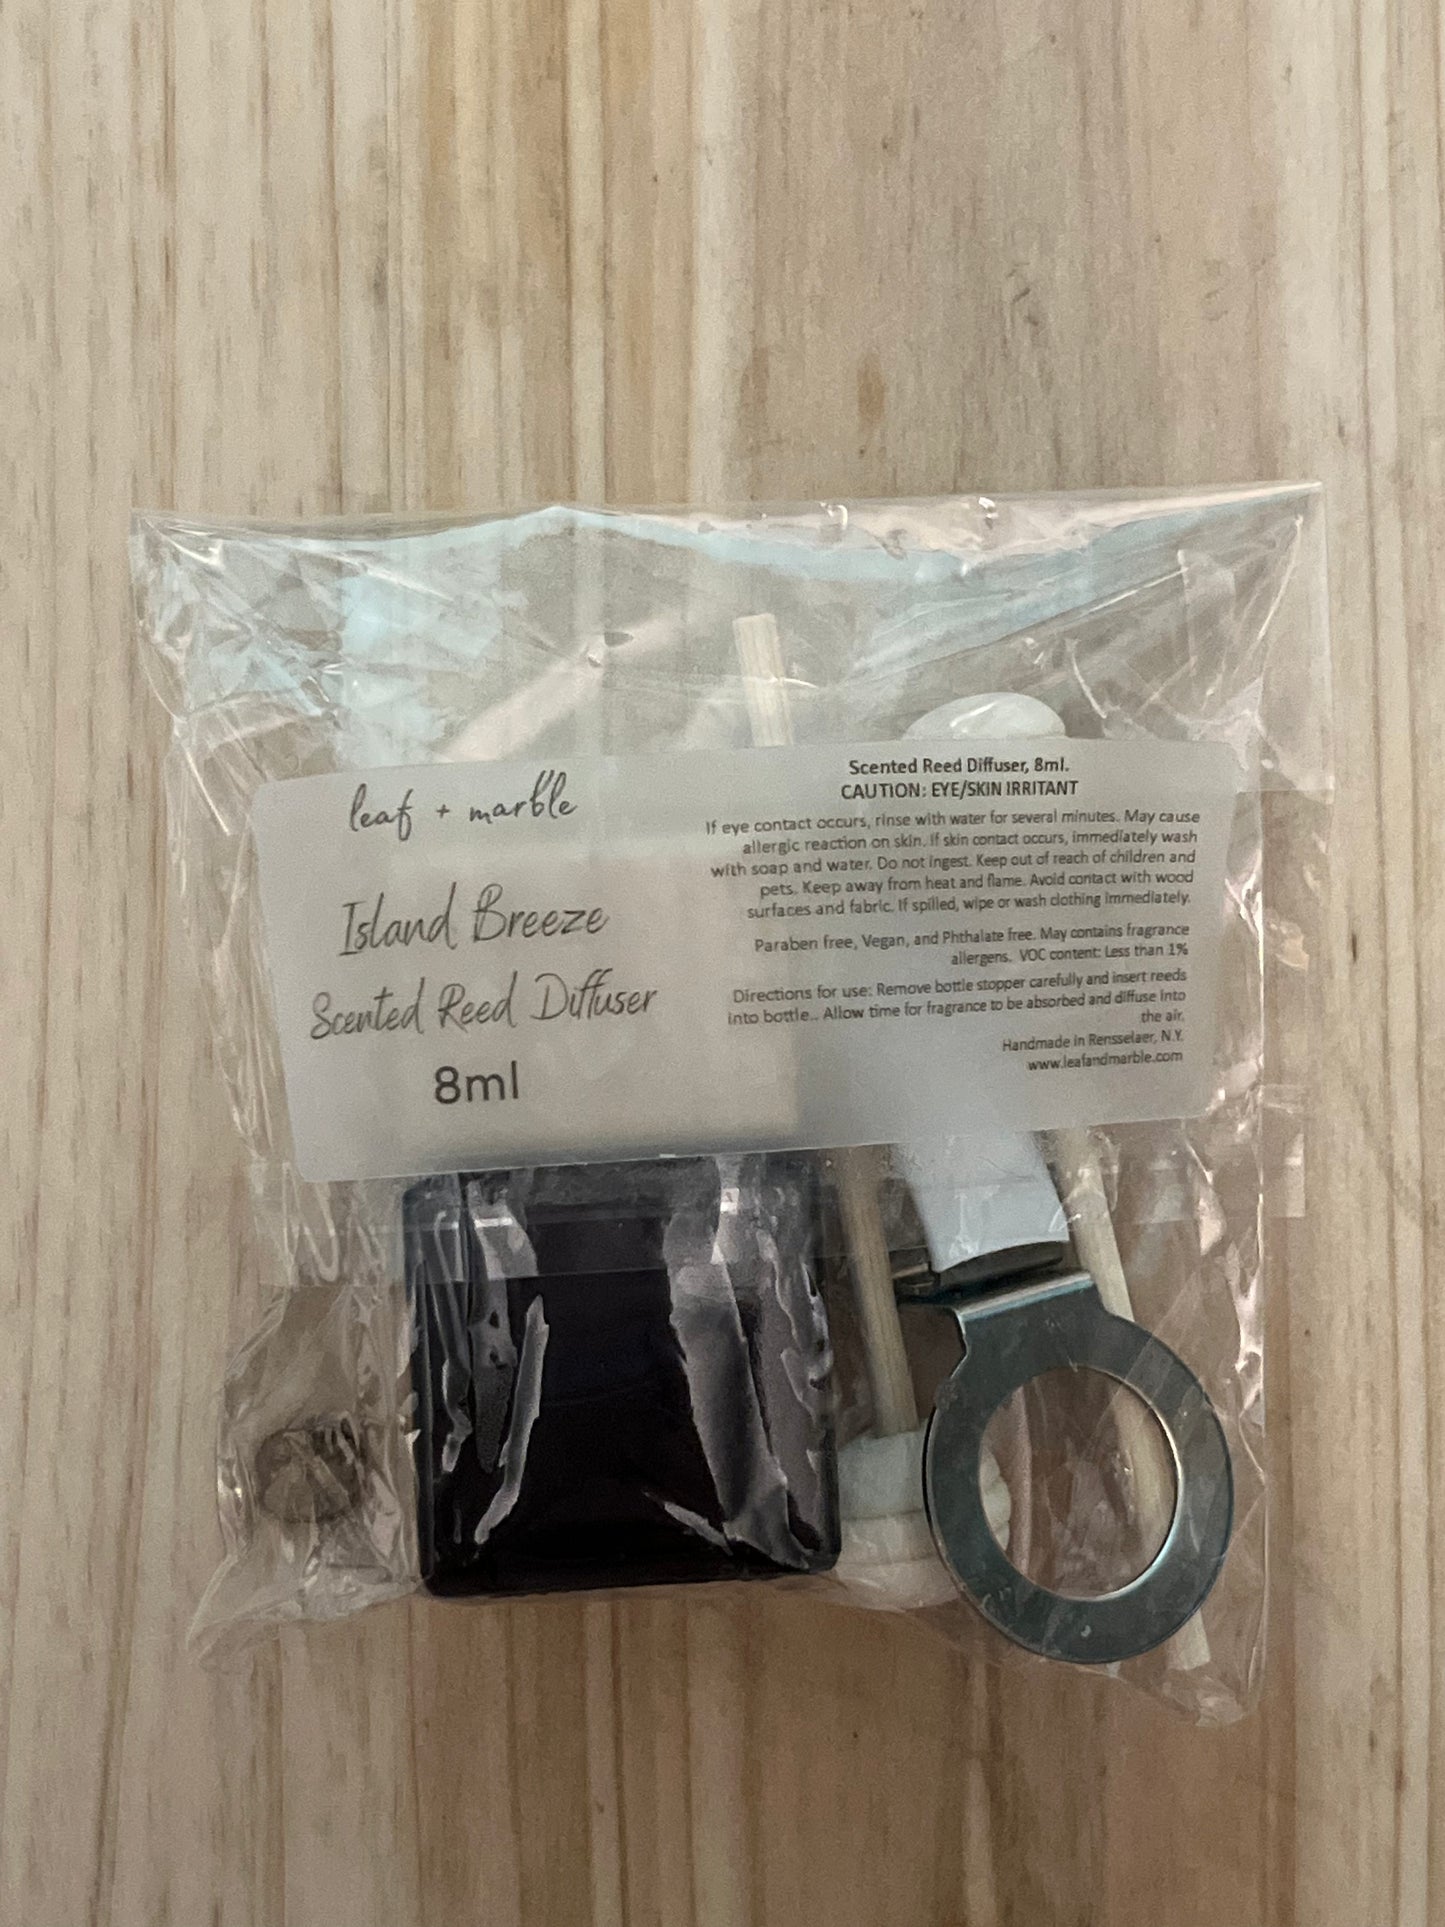 leaf + marble
Island Breeze
Scented Reed Diffuser
8ml
Scented Reed Diffuser, 8ml.
CAUTION: EYE/SKIN IRRITANT
If eye contact occurs, rinse with water for several minutes. May cause
allergic reaction on skin. If skin contact occurs, immediately wash
with soap and water. Do not ingest. Keep out of reach of children and
pets. Keep away from heat and flame. Avoid contact with wood
surfaces and fabric. If spilled, wipe or wash clothing immediately.
Paraben free, Vegan, and Phthalate free. May contains fragrance
allergens. VOC content: Less than 1%
Directions for use: Remove bottle stopper carefully and insert reeds
into bottle.. Allow time for fragrance to be absorbed and diffuse into
the air.
Handmade in Rensselaer, N.Y.
www.leafandmarble.com